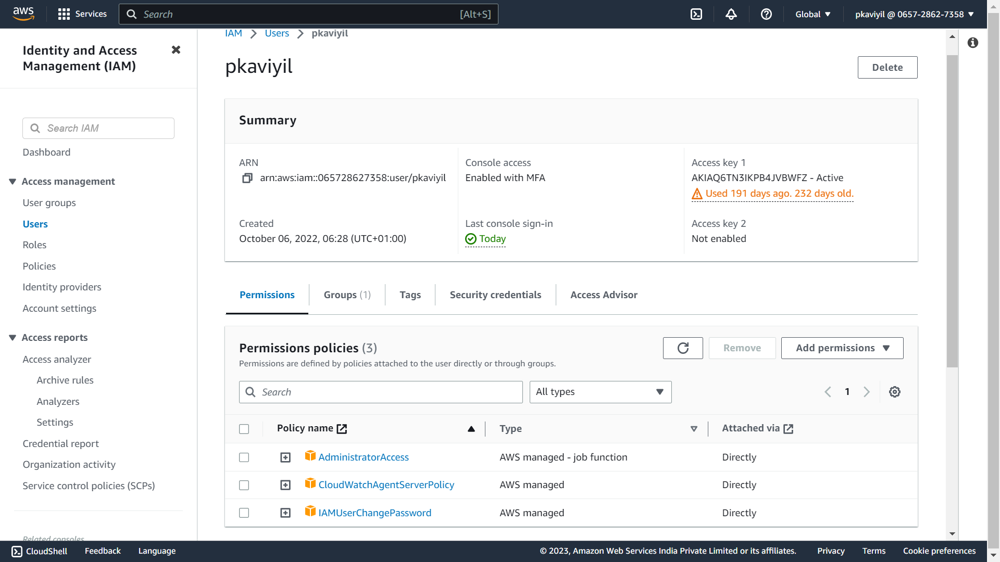 aws
Services
Search
[Alt+S]
Global
pkaviyil @ 0657-2862-7358
Identity and Access
Management (IAM)
Search IAM
Dashboard
Access management
User groups
Users
Roles
Policies
Identity providers
Account settings
Access reports
Access analyzer
Archive rules
Analyzers
Settings
Credential report
Organization activity
Service control policies (SCPs)
Related consoles
IAM
Users
pkaviyil
pkaviyil
Delete
Summary
ARN
arn:aws:iam::065728627358:user/pkaviyil
Console access
Enabled with MFA
Access key 1
AKIAQ6TN3IKPB4JVBWFZ - Active
Used 191 days ago. 232 days old.
Created
October 06, 2022, 06:28 (UTC+01:00)
Last console sign-in
Today
Access key 2
Not enabled
Permissions
Groups (1)
Tags
Security credentials
Access Advisor
Permissions policies (3)
Permissions are defined by policies attached to the user directly or through groups.
Remove
Add permissions
Search
All types
1
Policy name
Type
Attached via
AdministratorAccess
AWS managed - job function
Directly
CloudWatchAgentServerPolicy
AWS managed
Directly
IAMUserChangePassword
AWS managed
Directly
CloudShell
Feedback
Language
© 2023, Amazon Web Services India Private Limited or its affiliates.
Privacy
Terms
Cookie preferences